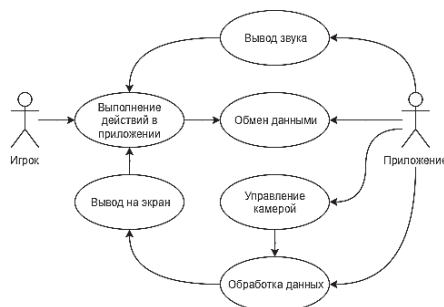 Вывод звука
Выполнение
действий в
приложении
Обмен данными
Игрок
Приложение
Вывод на экран
Управление
камерой
Обработка данных